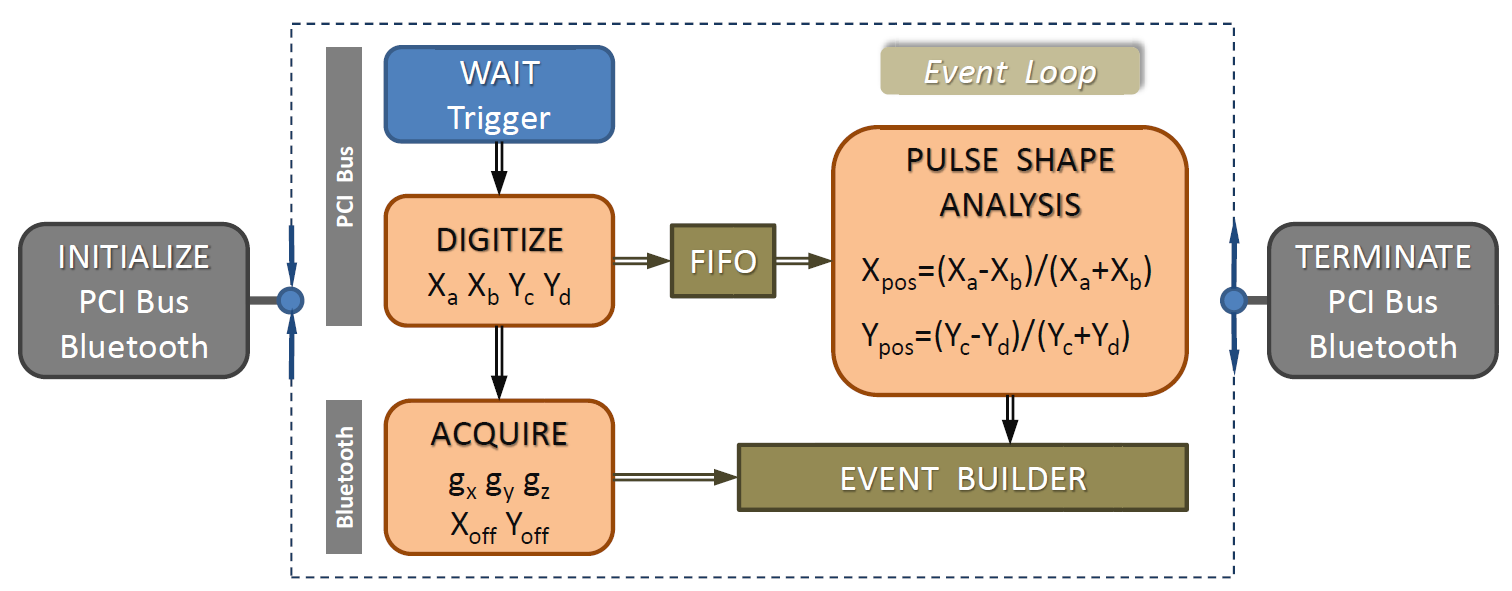 INITIALIZE
PCI Bus
Bluetooth
PCI Bus
WAIT
Trigger
DIGITIZE
Xa Xb Yc Yd
Bluetooth
ACQUIRE
gx gy gz
Xoff Yoff
FIFO
Event Loop
PULSE SHAPE
ANALYSIS
Xpos=(Xa-Xb)/(Xa+Xb)
Ypos=(Yc-Yd)/(Yc+Yd)
EVENT BUILDER
TERMINATE
PCI Bus
Bluetooth